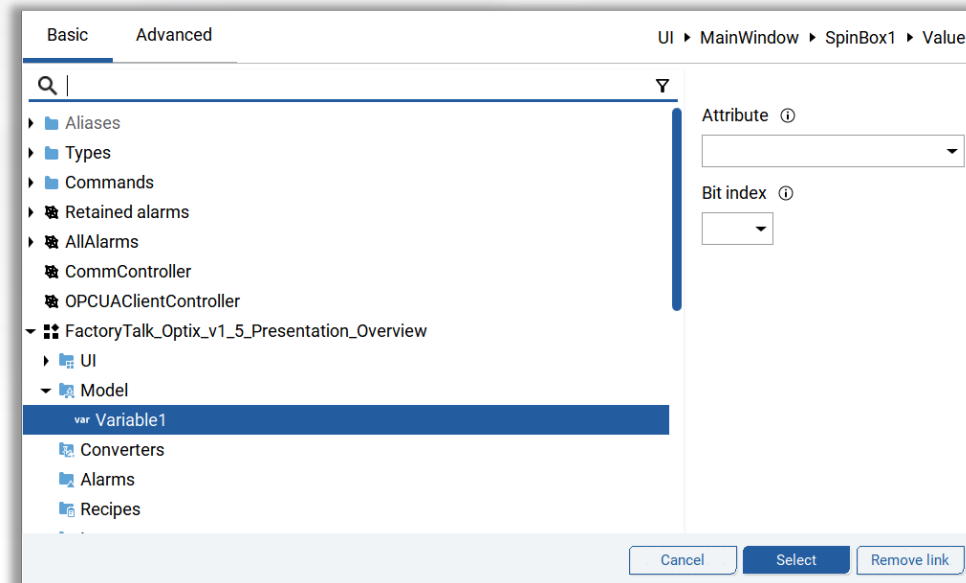 Basic Advanced UI MainWindow SpinBox1 Value
Aliases
Types
Commands
Retained alarms
AllAlarms
CommController
OPCUAClientController
FactoryTalk_Optix_v1_5_Presentation_Overview
UI
Model
var Variable1
Converters
Alarms
Recipes
Attribute
Bit index
Cancel Select Remove link